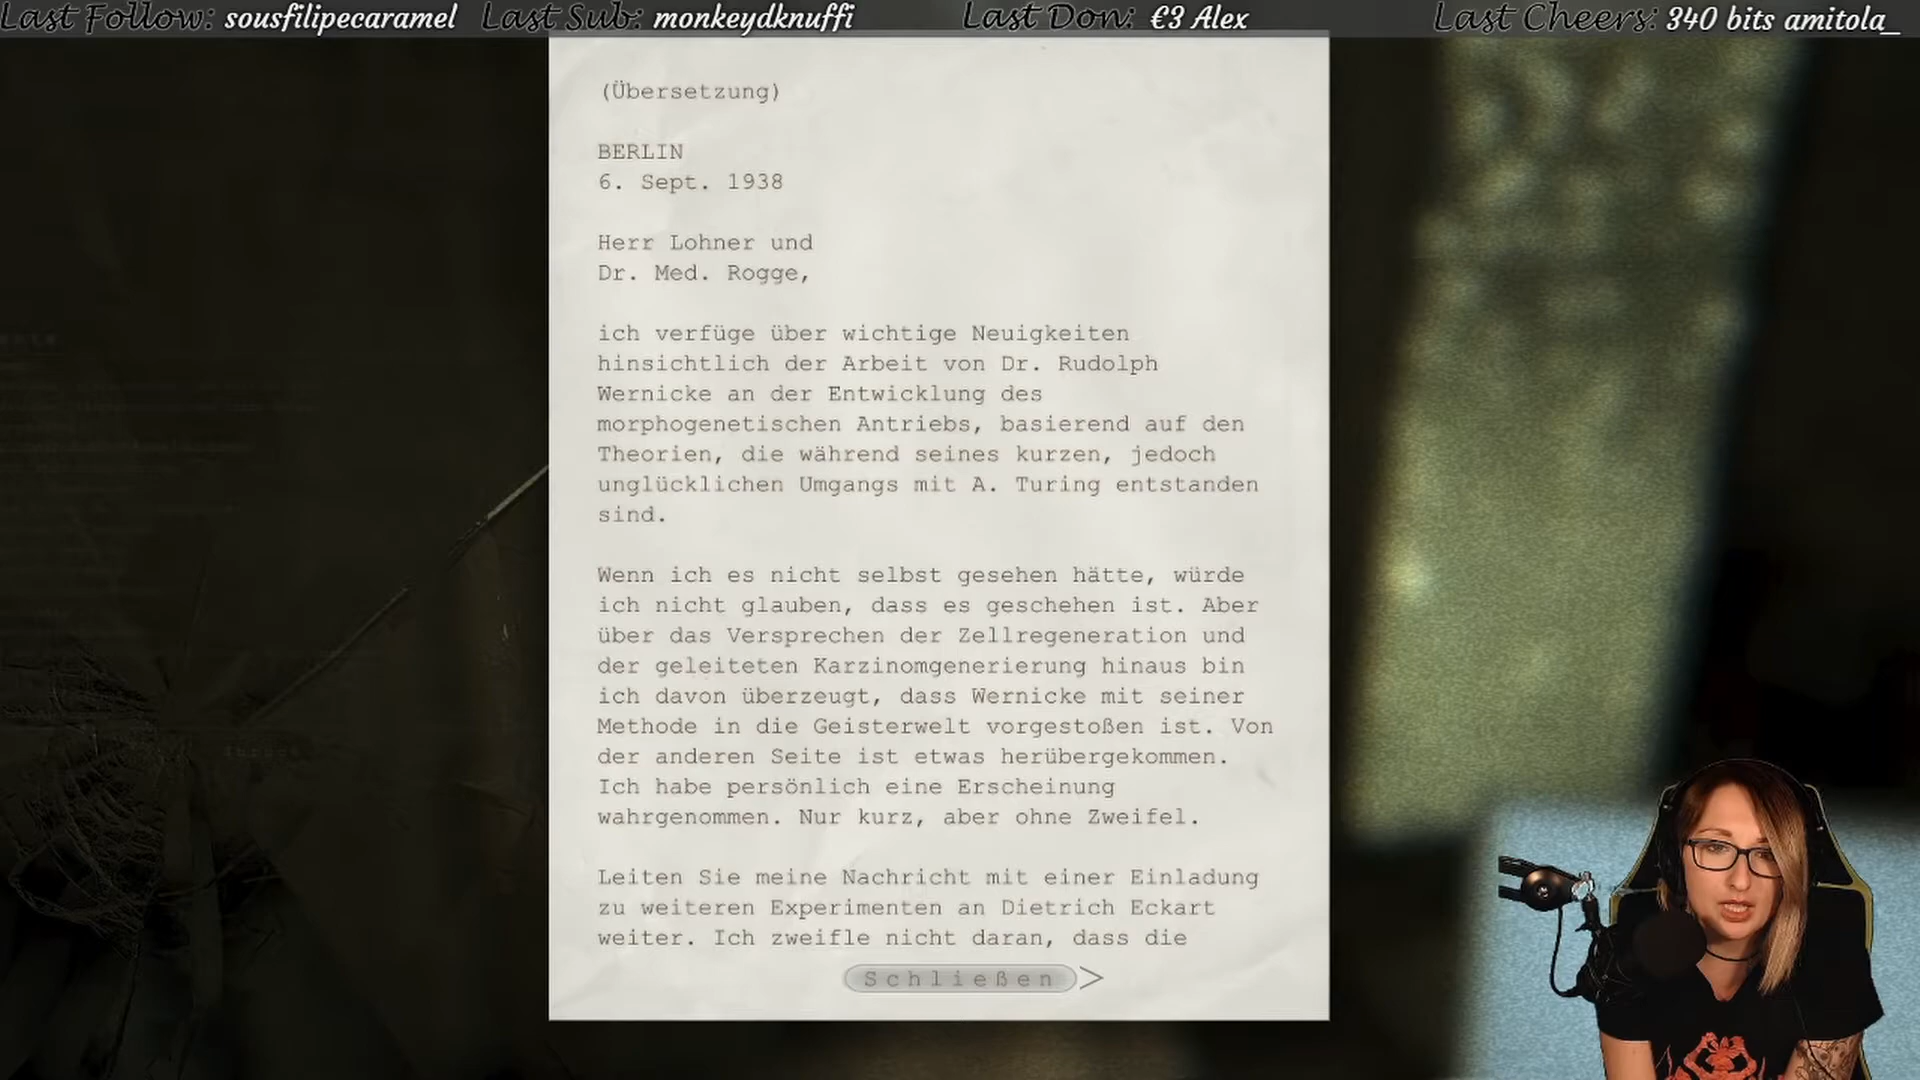 Last Follow: sousfilipecaramel Last Sub: monkeydknuffi Last Don: €3 Alex Last Cheers: 340 bits amitola_
(Übersetzung)
BERLIN
6. Sept. 1938
Herr Lohner und
Dr. Med. Rogge,
ich verfüge über wichtige Neuigkeiten
hinsichtlich der Arbeit von Dr. Rudolph
Wernicke an der Entwicklung des
morphogenetischen Antriebs, basierend auf den
Theorien, die während seines kurzen, jedoch
unglücklichen Umgangs mit A. Turing entstanden
sind.
Wenn ich es nicht selbst gesehen hätte, würde
ich nicht glauben, dass es geschehen ist. Aber
über das Versprechen der Zellregeneration und
der geleiteten Karzinomgenerierung hinaus bin
ich davon überzeugt, dass Wernicke mit seiner
Methode in die Geisterwelt vorgestoßen ist. Von
der anderen Seite ist etwas herübergekommen.
Ich habe persönlich eine Erscheinung
wahrgenommen. Nur kurz, aber ohne Zweifel.
Leiten Sie meine Nachricht mit einer Einladung
zu weiteren Experimenten an Dietrich Eckart
weiter. Ich zweifle nicht daran, dass die
Schließen >